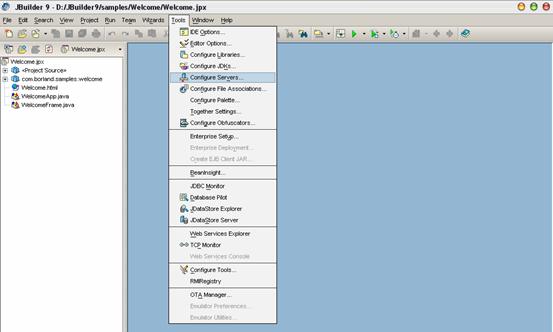 JBuilder 9 - D:/JBuilder9/samples/Welcome/Welcome.jpx
File Edit Search View Project Run Team Wizards Tools Window Help
Welcome.jpx
Welcome.jpx
<Project Source>
com.borland.samples.welcome
Welcome.html
WelcomeApp.java
WelcomeFrame.java
IDE Options...
Editor Options...
Configure Libraries...
Configure JDKs...
Configure Servers...
Configure File Associations...
Configure Palette...
Together Settings...
Configure Obfuscators...
Enterprise Setup...
Enterprise Deployment...
Create EJB Client JAR...
BeanInsight...
JDBC Monitor
Database Pilot
JDataStore Explorer
JDataStore Server
Web Services Explorer
TCP Monitor
Web Services Console
Configure Tools...
RMIRegistry
OTA Manager...
Emulator Preferences...
Emulator Utilities...